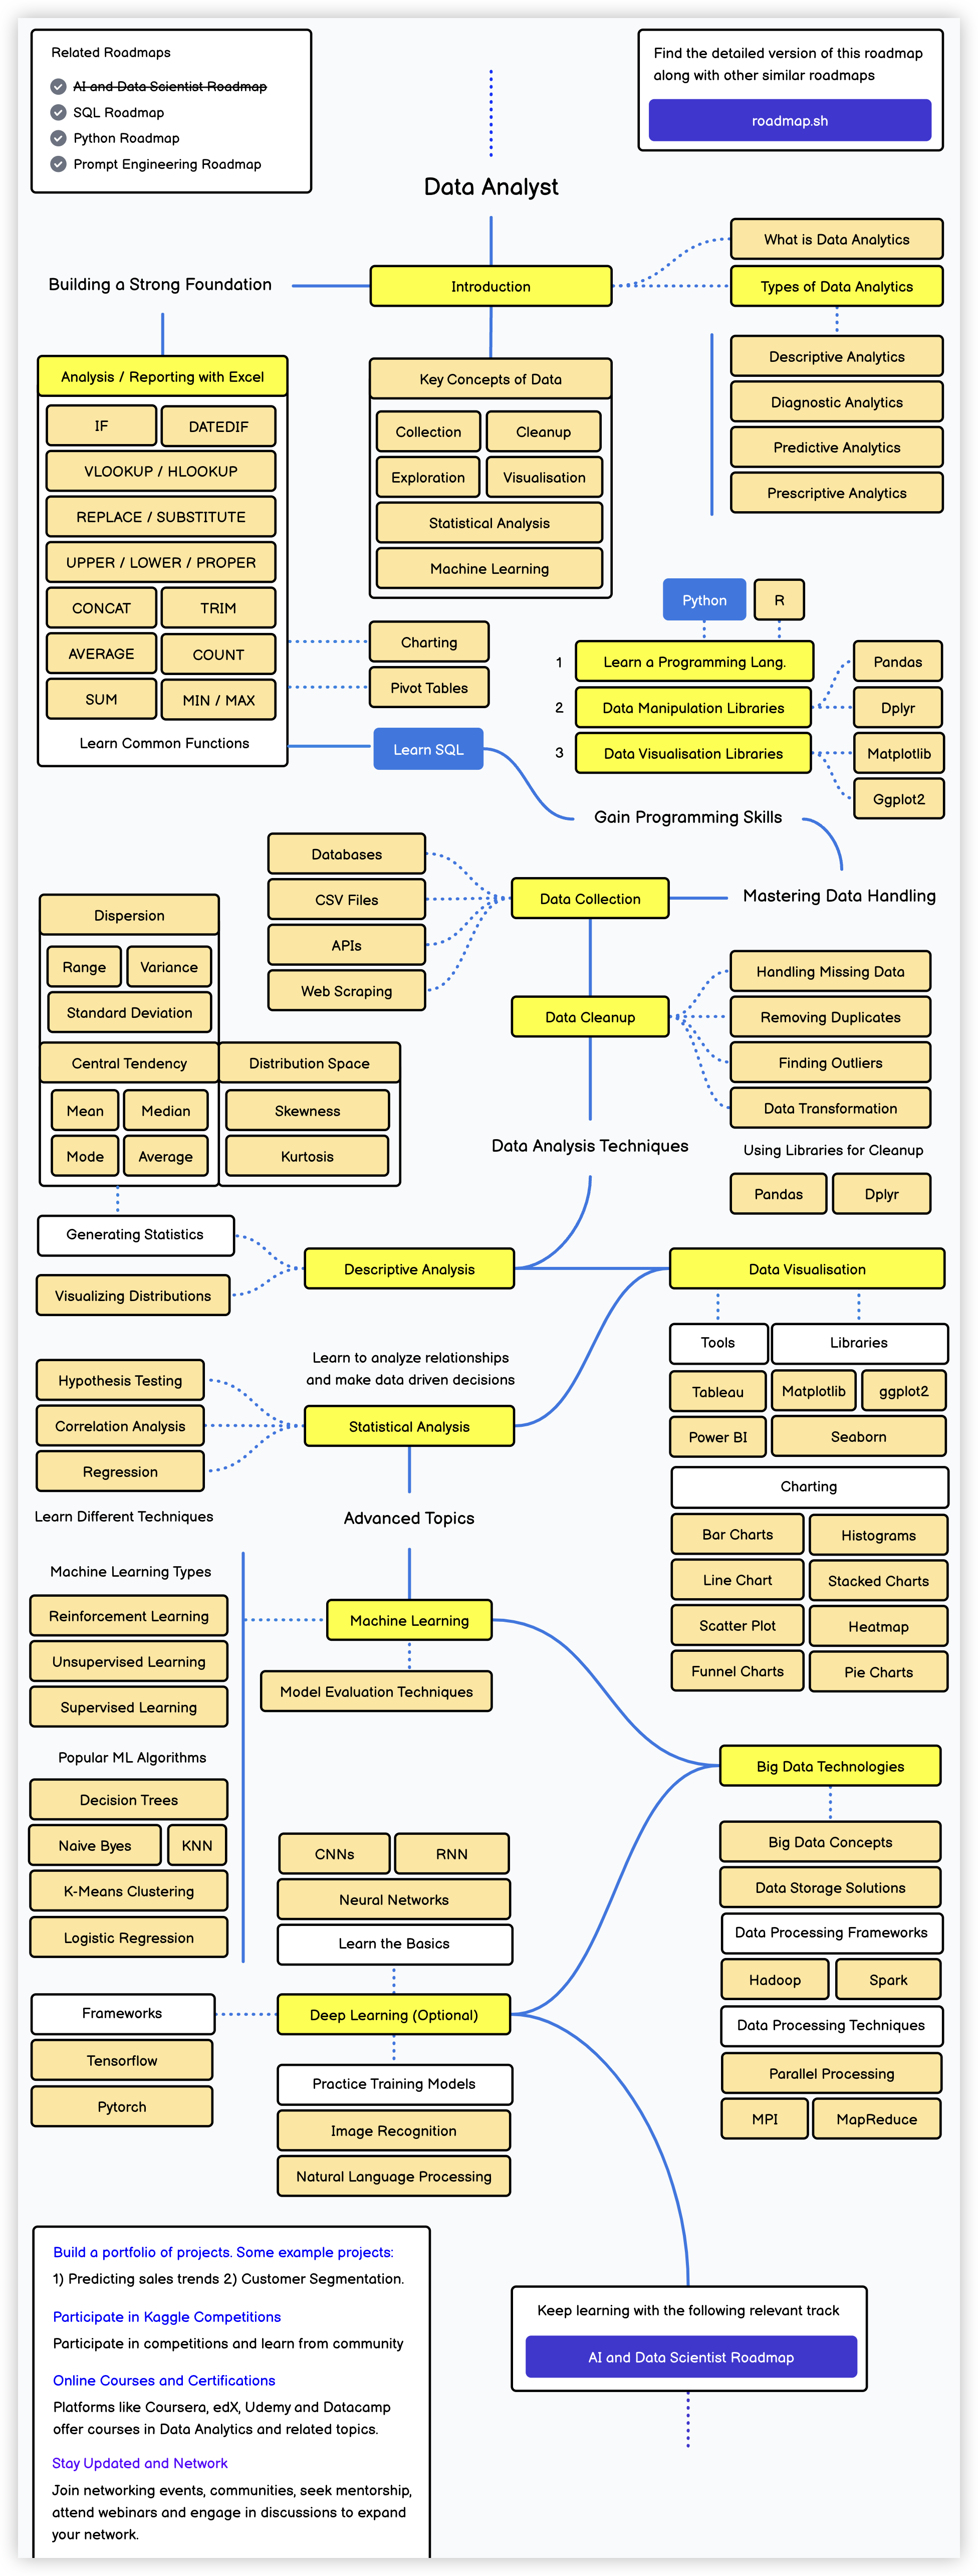 Related Roadmaps
AI and Data Scientist Roadmap
SQL Roadmap
Python Roadmap
Prompt Engineering Roadmap
Find the detailed version of this roadmap
along with other similar roadmaps
roadmap.sh
Data Analyst
Building a Strong Foundation
Introduction
What is Data Analytics
Types of Data Analytics
Descriptive Analytics
Diagnostic Analytics
Predictive Analytics
Prescriptive Analytics
Analysis / Reporting with Excel
IF
DATEDIF
VLOOKUP / HLOOKUP
REPLACE / SUBSTITUTE
UPPER / LOWER / PROPER
CONCAT
TRIM
AVERAGE
COUNT
SUM
MIN / MAX
Learn Common Functions
Key Concepts of Data
Collection
Cleanup
Exploration
Visualisation
Statistical Analysis
Machine Learning
Charting
Pivot Tables
Learn SQL
Python
R
1
Learn a Programming Lang.
2
Data Manipulation Libraries
3
Data Visualisation Libraries
Pandas
Dplyr
Matplotlib
Ggplot2
Gain Programming Skills
Mastering Data Handling
Databases
CSV Files
APIs
Web Scraping
Data Collection
Data Cleanup
Handling Missing Data
Removing Duplicates
Finding Outliers
Data Transformation
Using Libraries for Cleanup
Pandas
Dplyr
Dispersion
Range
Variance
Standard Deviation
Central Tendency
Distribution Space
Mean
Median
Skewness
Mode
Average
Kurtosis
Data Analysis Techniques
Generating Statistics
Visualizing Distributions
Descriptive Analysis
Data Visualisation
Tools
Libraries
Tableau
Matplotlib
ggplot2
Power BI
Seaborn
Charting
Bar Charts
Histograms
Line Chart
Stacked Charts
Scatter Plot
Heatmap
Funnel Charts
Pie Charts
Learn to analyze relationships
and make data driven decisions
Hypothesis Testing
Correlation Analysis
Regression
Learn Different Techniques
Statistical Analysis
Advanced Topics
Machine Learning Types
Reinforcement Learning
Unsupervised Learning
Supervised Learning
Machine Learning
Model Evaluation Techniques
Popular ML Algorithms
Decision Trees
Naive Byes
KNN
K-Means Clustering
Logistic Regression
Big Data Technologies
Big Data Concepts
Data Storage Solutions
Data Processing Frameworks
Hadoop
Spark
Data Processing Techniques
Parallel Processing
MPI
MapReduce
CNNs
RNN
Neural Networks
Learn the Basics
Deep Learning (Optional)
Frameworks
Tensorflow
Pytorch
Practice Training Models
Image Recognition
Natural Language Processing
Build a portfolio of projects. Some example projects:
1) Predicting sales trends 2) Customer Segmentation.
Participate in Kaggle Competitions
Participate in competitions and learn from community
Online Courses and Certifications
Platforms like Coursera, edX, Udemy and Datacamp
offer courses in Data Analytics and related topics.
Stay Updated and Network
Join networking events, communities, seek mentorship,
attend webinars and engage in discussions to expand
your network.
Keep learning with the following relevant track
AI and Data Scientist Roadmap